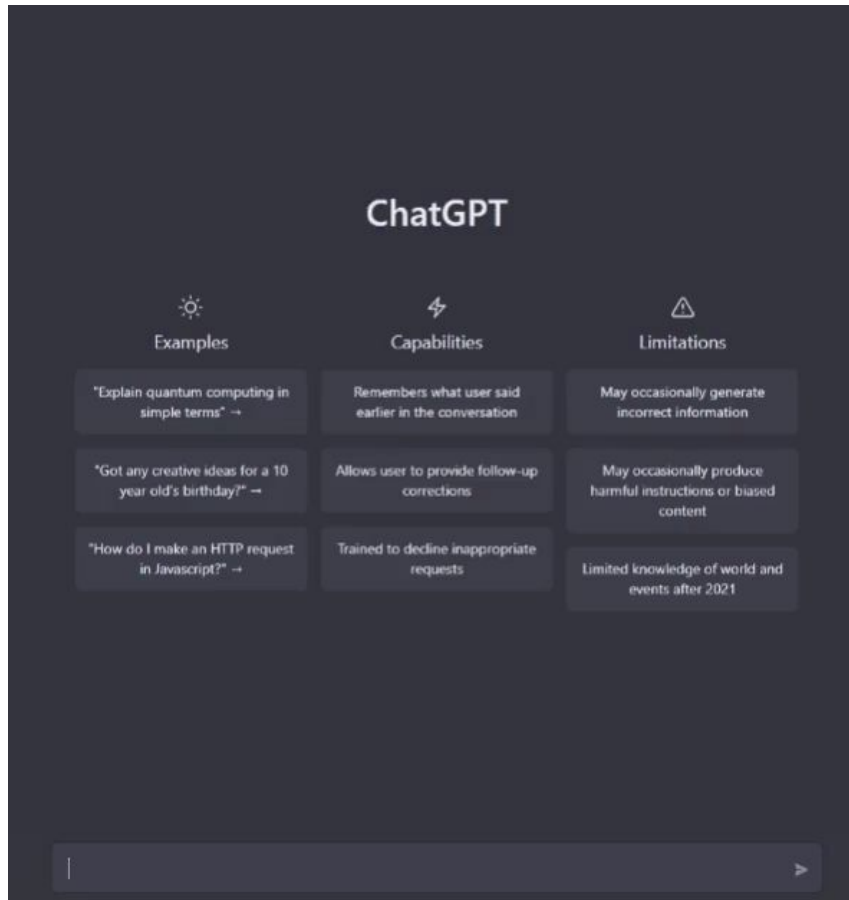 ChatGPT
Examples
"Explain quantum computing in
simple terms" →
"Got any creative ideas for a 10
year old's birthday?" →
"How do I make an HTTP request
in Javascript?" →
Capabilities
Remembers what user said
earlier in the conversation
Allows user to provide follow-up
corrections
Trained to decline inappropriate
requests
Limitations
May occasionally generate
incorrect information
May occasionally produce
harmful instructions or biased
content
Limited knowledge of world and
events after 2021